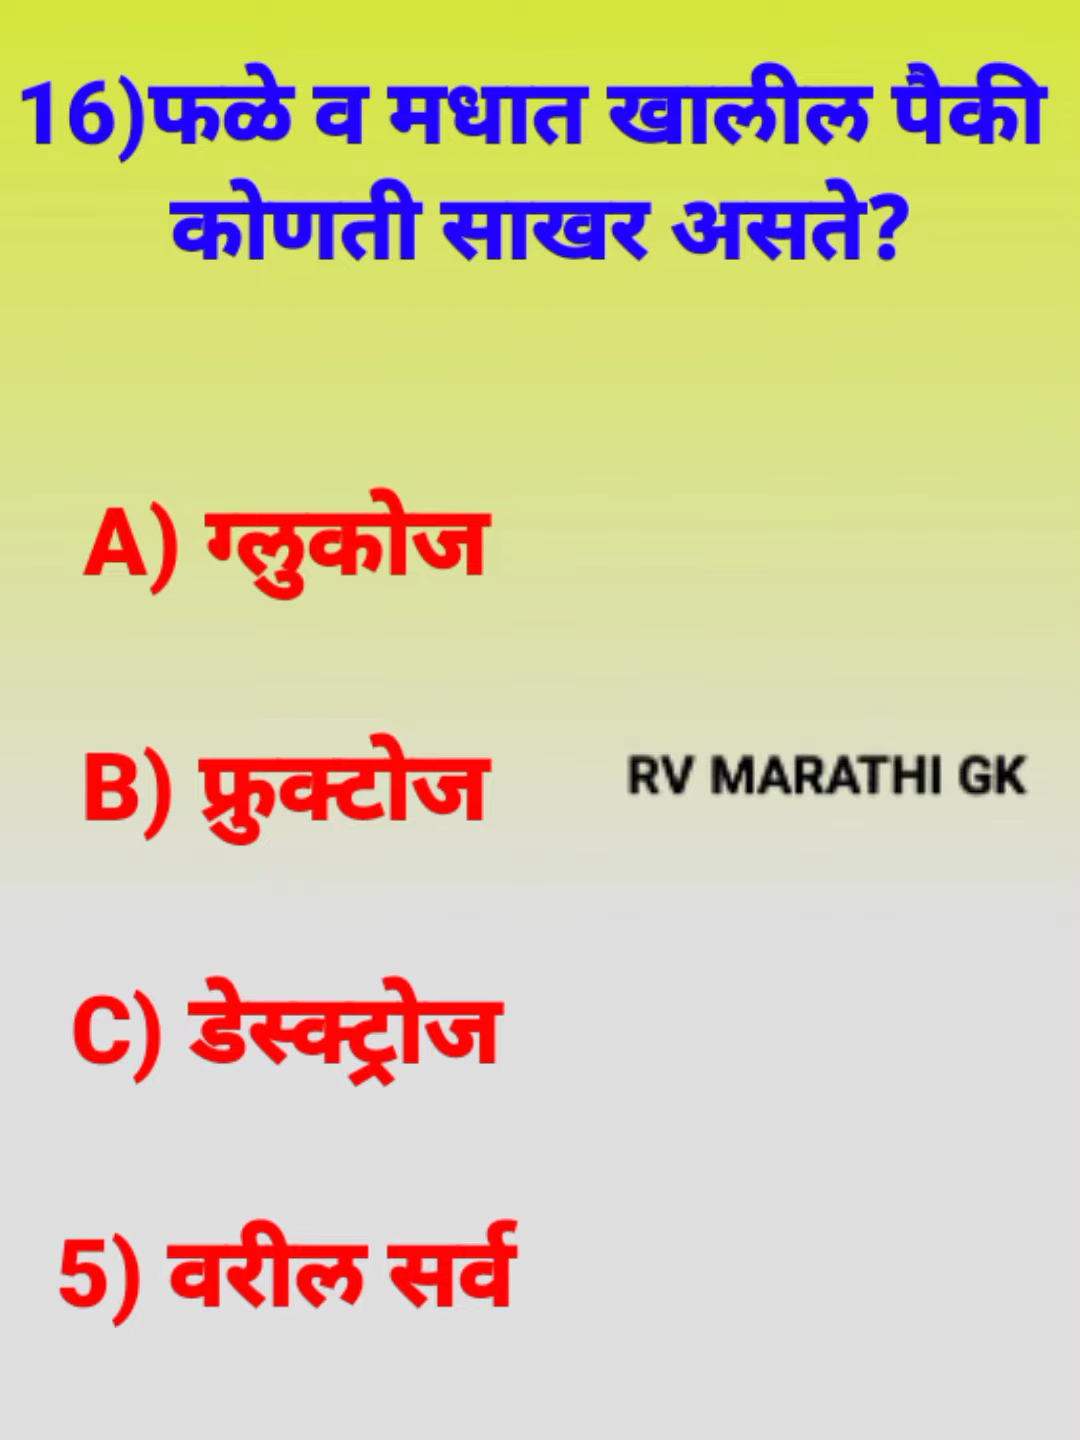 16)फळे व मधात खालील पैकी
कोणती साखर असते?
A) ग्लुकोज
B) फ्रुक्टोज
RV MARATHI GK
C) डेस्क्ट्रोज
5) वरील सर्व